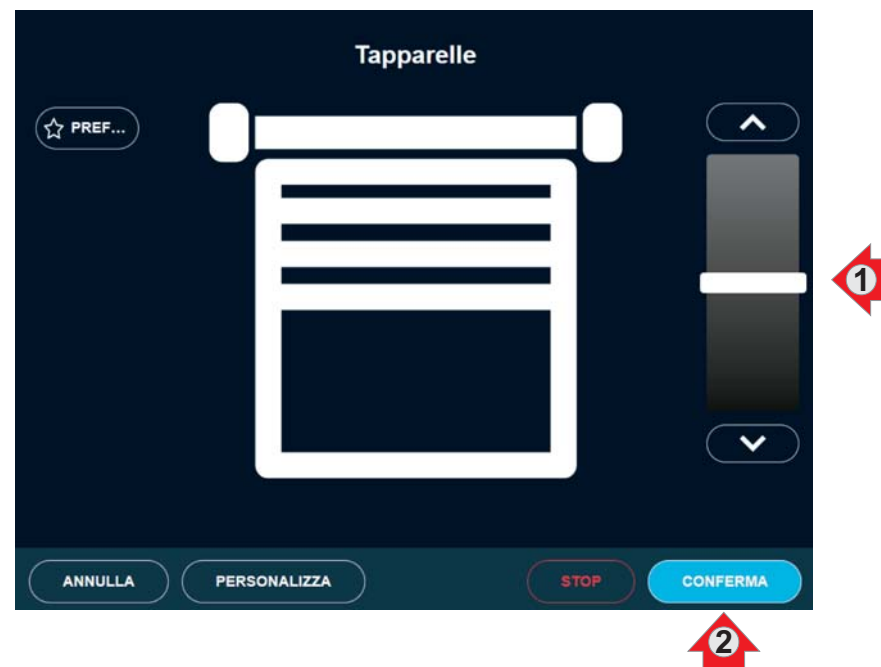 Tapparelle
PREF...
1
ANNULLA PERSONALIZZA STOP CONFERMA
2